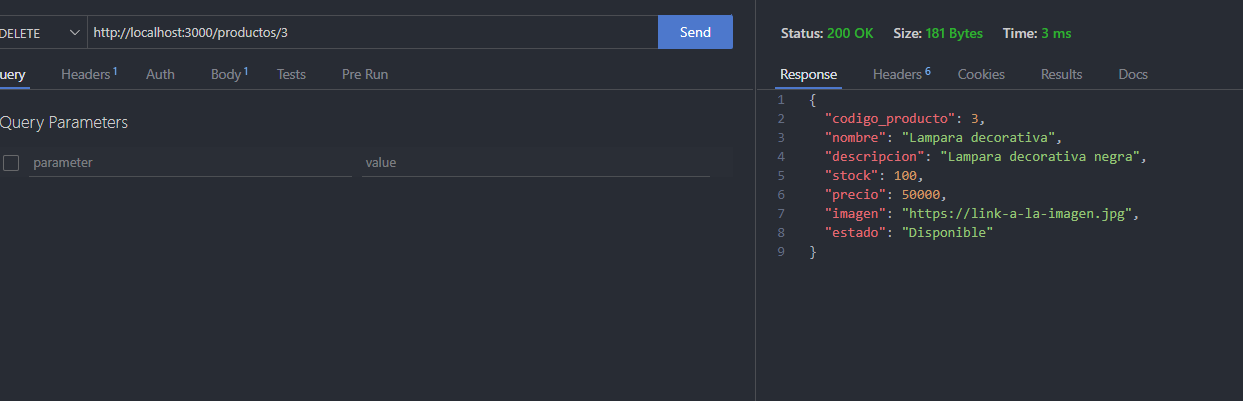 DELETE http://localhost:3000/productos/3 Send
uery Headers 1 Auth Body 1 Tests Pre Run
Query Parameters
parameter value
Status: 200 OK Size: 181 Bytes Time: 3 ms
Response Headers 6 Cookies Results Docs
1 {
2 "codigo_producto": 3,
3 "nombre": "Lampara decorativa",
4 "descripcion": "Lampara decorativa negra",
5 "stock": 100,
6 "precio": 50000,
7 "imagen": "https://link-a-la-imagen.jpg",
8 "estado": "Disponible"
9 }